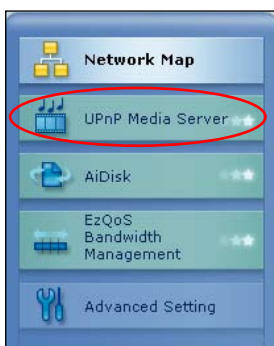 Network Map
UPnP Media Server
AiDisk
EzQoS
Bandwidth
Management
Advanced Setting